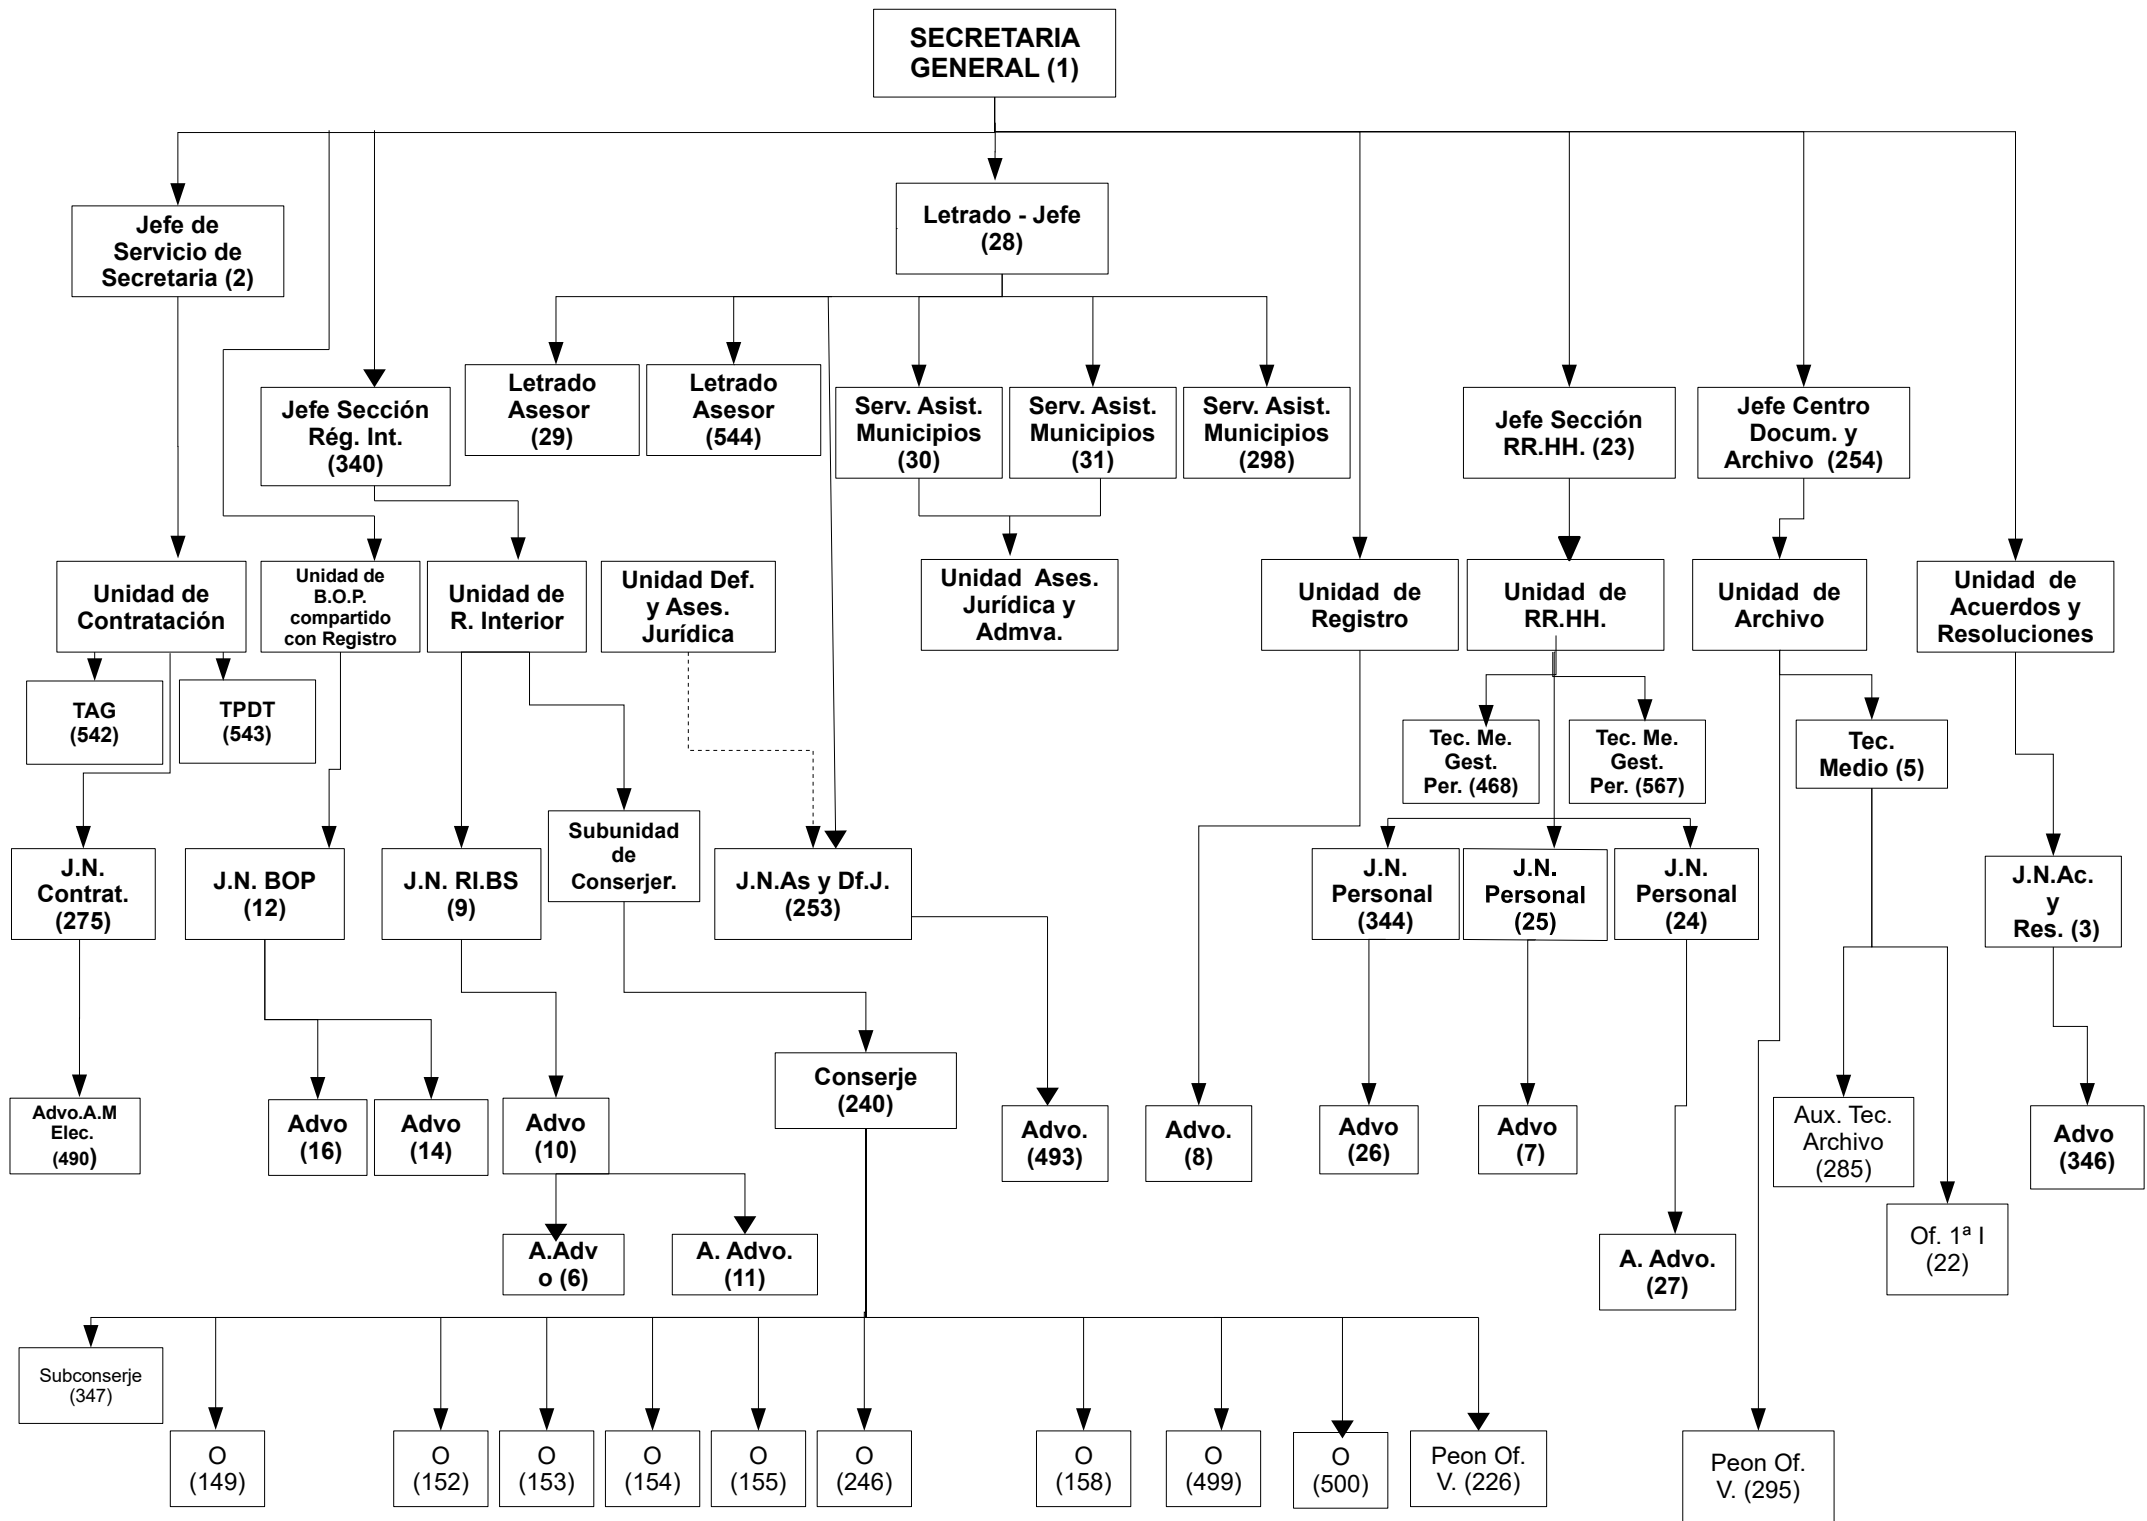 SECRETARIA
GENERAL (1)
Jefe de
Servicio de
Secretaria (2)
Letrado - Jefe
(28)
Jefe Sección
Rég. Int.
(340)
Letrado
Asesor
(29)
Letrado
Asesor
(544)
Serv. Asist.
Municipios
(30)
Serv. Asist.
Municipios
(31)
Serv. Asist.
Municipios
(298)
Jefe Sección
RR.HH. (23)
Jefe Centro
Docum. y
Archivo (254)
Unidad de
Contratación
Unidad de
B.O.P.
compartido
con Registro
Unidad de
R. Interior
Unidad Def.
y Ases.
Jurídica
Unidad Ases.
Jurídica y
Admva.
Unidad de
Registro
Unidad de
RR.HH.
Unidad de
Archivo
Unidad de
Acuerdos y
Resoluciones
TAG
(542)
TPDT
(543)
Tec. Me.
Gest.
Per. (468)
Tec. Me.
Gest.
Per. (567)
Tec.
Medio (5)
J.N.
Contrat.
(275)
J.N. BOP
(12)
J.N. RI.BS
(9)
Subunidad
de
Conserjer.
J.N.As y Df.J.
(253)
J.N.
Personal
(344)
J.N.
Personal
(25)
J.N.
Personal
(24)
J.N.Ac.
y
Res. (3)
Conserje
(240)
Advo.A.M
Elec.
(490)
Advo
(16)
Advo
(14)
Advo
(10)
Advo.
(493)
Advo.
(8)
Advo
(26)
Advo
(7)
Aux. Tec.
Archivo
(285)
Advo
(346)
A.Adv
o (6)
A. Advo.
(11)
A. Advo.
(27)
Of. 1ª I
(22)
Subconserje
(347)
O
(149)
O
(152)
O
(153)
O
(154)
O
(155)
O
(246)
O
(158)
O
(499)
O
(500)
Peon Of.
V. (226)
Peon Of.
V. (295)